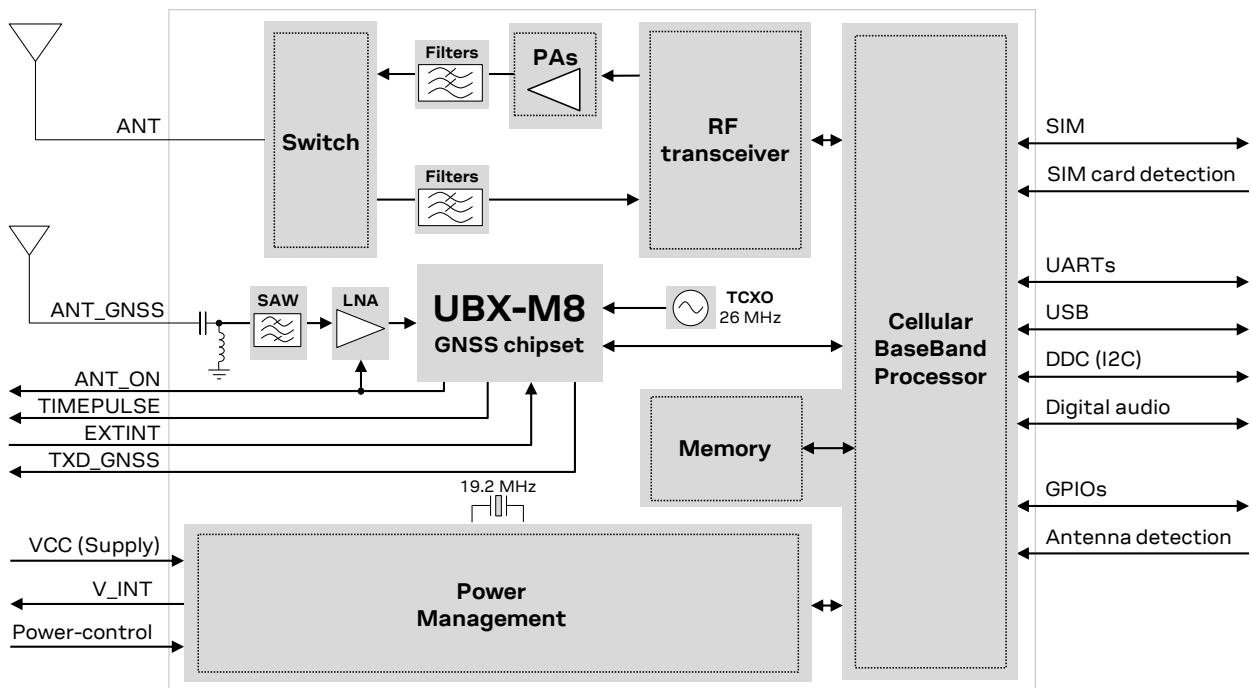 ANT
Switch
Filters
PAs
Filters
RF
transceiver
ANT_GNSS
SAW
LNA
UBX-M8
GNSS chipset
TCXO
26 MHz
ANT_ON
TIMEPULSE
EXTINT
TXD_GNSS
Memory
Cellular
BaseBand
Processor
19.2 MHz
VCC (Supply)
V_INT
Power-control
Power
Management
SIM
SIM card detection
UARTs
USB
DDC (I2C)
Digital audio
GPIOs
Antenna detection